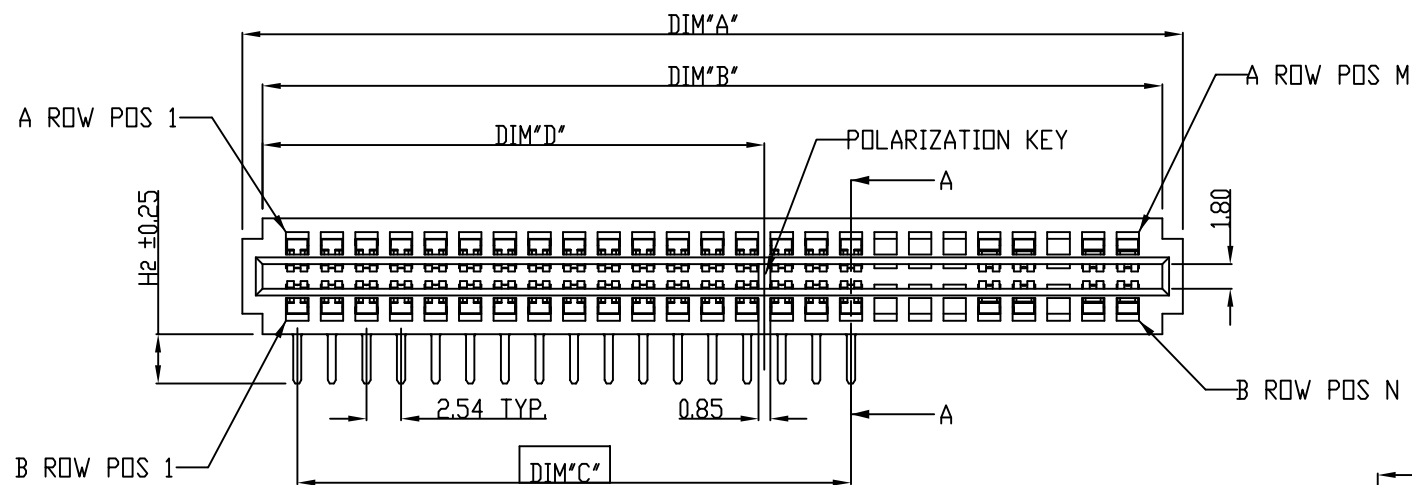 DIM"A"
DIM"B"
A ROW POS M
A ROW POS 1
DIM"D"
POLARIZATION KEY
A
H2 ±0.25
1.80
2.54 TYP.
0.85
A
B ROW POS N
B ROW POS 1
DIM"C"